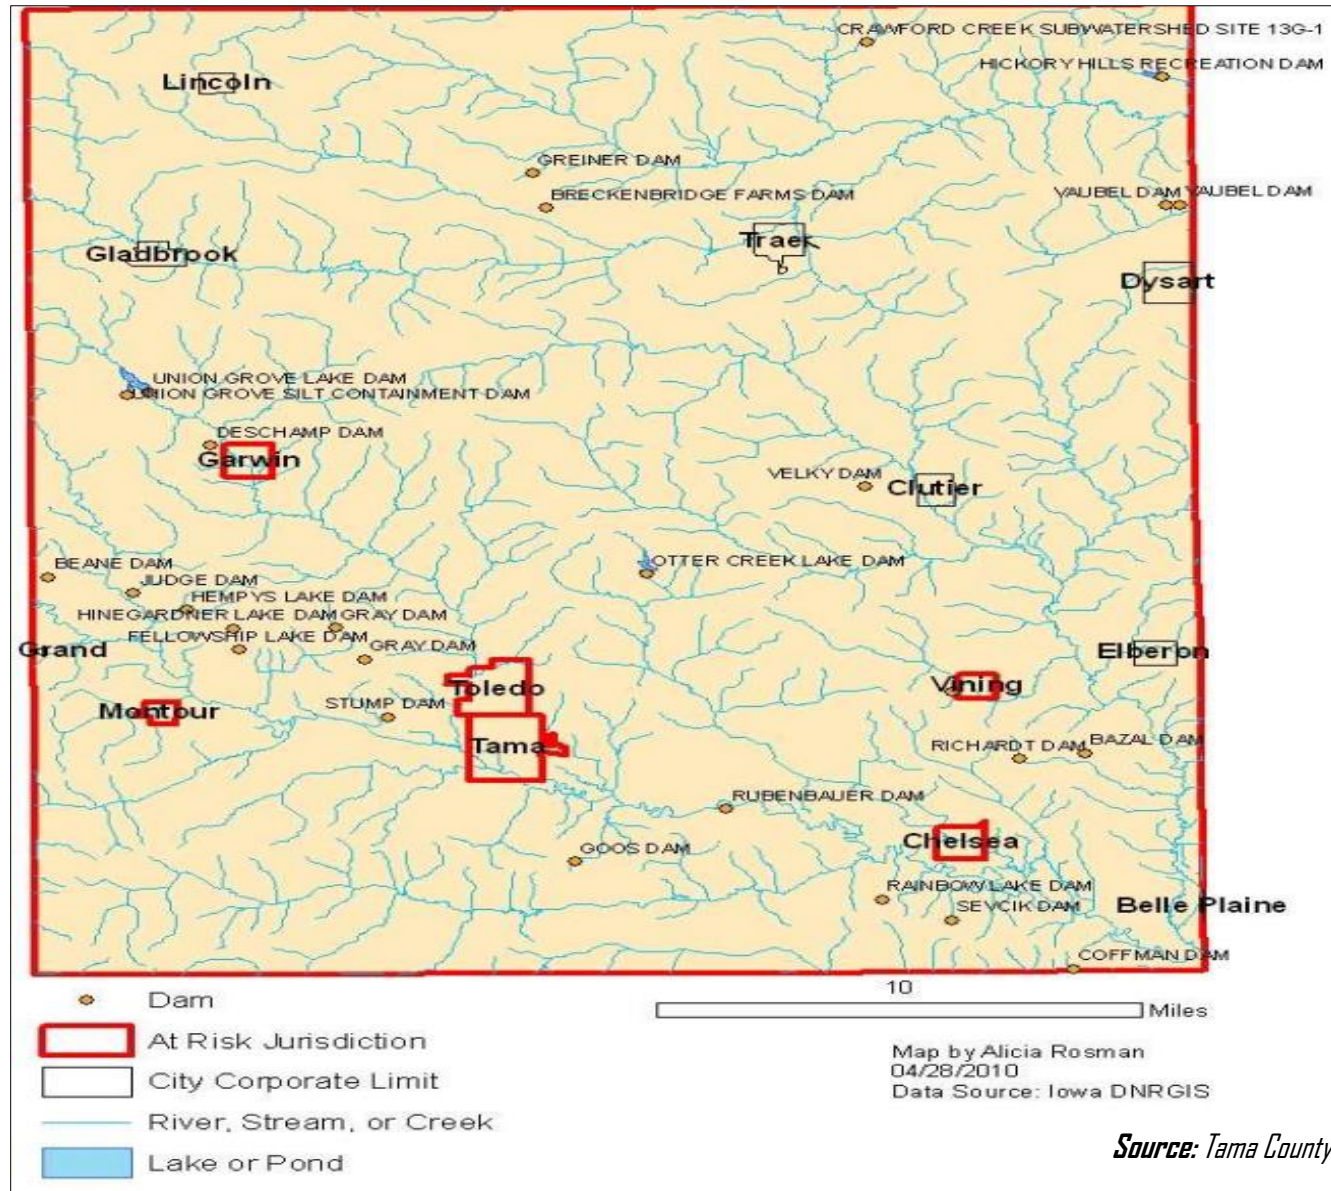 CRAWFORD CREEK SUBWATERSHED SITE 13G-1
HICKORY HILLS RECREATION DAM
Lincoln
GREINER DAM
BRECKENBRIDGE FARMS DAM
VAUBEL DAM
VAUBEL DAM
Traer
Gladbrook
Dysart
UNION GROVE LAKE DAM
UNION GROVE SILT CONTAINMENT DAM
DESCHAMP DAM
Garwin
VELKY DAM
Clutier
BEANE DAM
OTTER CREEK LAKE DAM
JUDGE DAM
HEMPYS LAKE DAM
HINEGARDNER LAKE DAM
GRAY DAM
FELLOWSHIP LAKE DAM
GRAY DAM
Grand
Elberon
Toledo
Vining
Montour
STUMP DAM
Tama
RICHARDT DAM
BAZAL DAM
RUBENBAUER DAM
Chelsea
GOOS DAM
RAINBOW LAKE DAM
SEVCIK DAM
Belle Plaine
COFFMAN DAM
Dam
At Risk Jurisdiction
City Corporate Limit
River, Stream, or Creek
Lake or Pond
10
Miles
Map by Alicia Rosman
04/28/2010
Data Source: Iowa DNRGIS
Source: Tama County